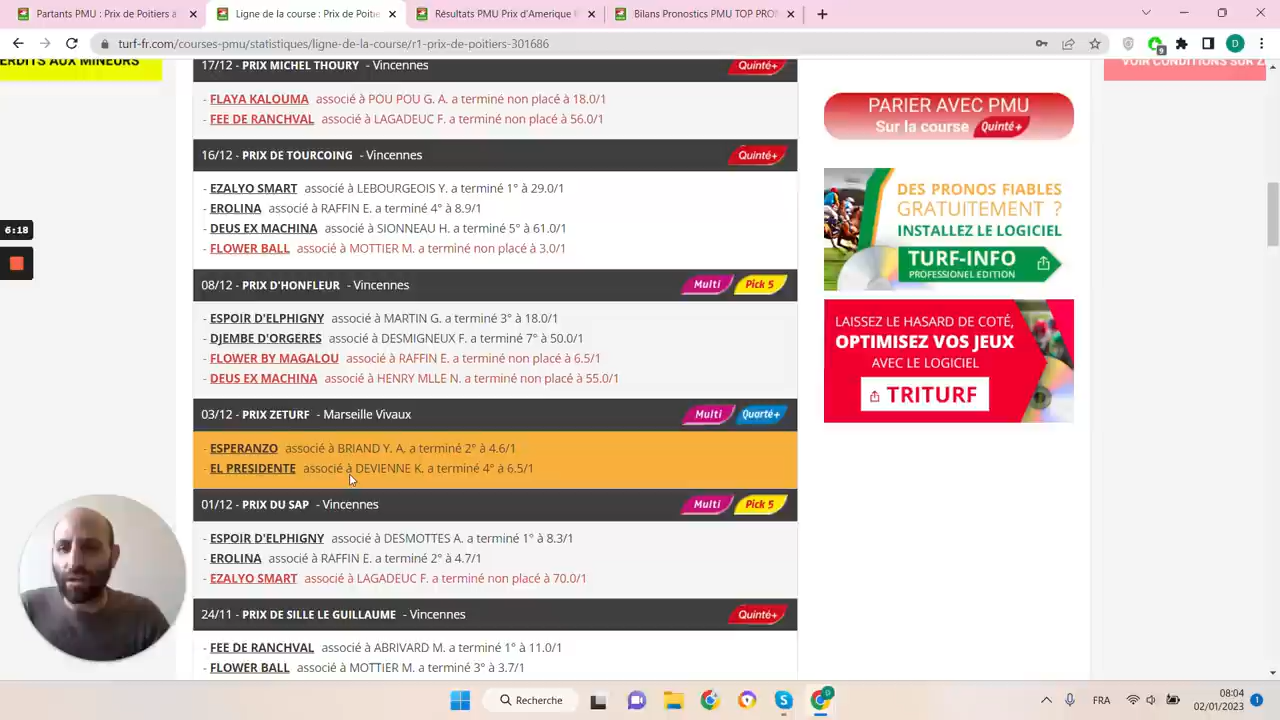 Prix de Poitiers : Partants PMU
Ligne de la course : Prix de Poitie
Résultats PMU Prix d'Amerique
Bilans Pronostics PMU TOP PRO
turf-fr.com/courses-pmu/statistiques/ligne-de-la-course/r1-prix-de-poitiers-301686
9
D
ERDITS AUX MINEURS
17/12 - PRIX MICHEL THOURY - Vincennes Quinté+
- FLAYA KALOUMA associé à POU POU G. A. a terminé non placé à 18.0/1
- FEE DE RANCHVAL associé à LAGADEUC F. a terminé non placé à 56.0/1
16/12 - PRIX DE TOURCOING - Vincennes Quinté+
- EZALYO SMART associé à LEBOURGEOIS Y. a terminé 1° à 29.0/1
- EROLINA associé à RAFFIN E. a terminé 4° à 8.9/1
- DEUS EX MACHINA associé à SIONNEAU H. a terminé 5° à 61.0/1
- FLOWER BALL associé à MOTTIER M. a terminé non placé à 3.0/1
08/12 - PRIX D'HONFLEUR - Vincennes Multi Pick 5
- ESPOIR D'ELPHIGNY associé à MARTIN G. a terminé 3° à 18.0/1
- DJEMBE D'ORGERES associé à DESMIGNEUX F. a terminé 7° à 50.0/1
- FLOWER BY MAGALOU associé à RAFFIN E. a terminé non placé à 6.5/1
- DEUS EX MACHINA associé à HENRY MLLE N. a terminé non placé à 55.0/1
03/12 - PRIX ZETURF - Marseille Vivaux Multi Quarté+
- ESPERANZO associé à BRIAND Y. A. a terminé 2° à 4.6/1
- EL PRESIDENTE associé à DEVIENNE K. a terminé 4° à 6.5/1
01/12 - PRIX DU SAP - Vincennes Multi Pick 5
- ESPOIR D'ELPHIGNY associé à DESMOTTES A. a terminé 1° à 8.3/1
- EROLINA associé à RAFFIN E. a terminé 2° à 4.7/1
- EZALYO SMART associé à LAGADEUC F. a terminé non placé à 70.0/1
24/11 - PRIX DE SILLE LE GUILLAUME - Vincennes Quinté+
- FEE DE RANCHVAL associé à ABRIVARD M. a terminé 1° à 11.0/1
- FLOWER BALL associé à MOTTIER M. a terminé 3° à 3.7/1
PARIER AVEC PMU
Sur la course Quinté+
DES PRONOS FIABLES
GRATUITEMENT ?
INSTALLEZ LE LOGICIEL
TURF-INFO
PROFESSIONEL EDITION
LAISSEZ LE HASARD DE COTÉ,
OPTIMISEZ VOS JEUX
AVEC LE LOGICIEL
TRITURF
VOIR CONDITIONS SUR Z
6:18
Recherche
FRA
08:04
02/01/2023